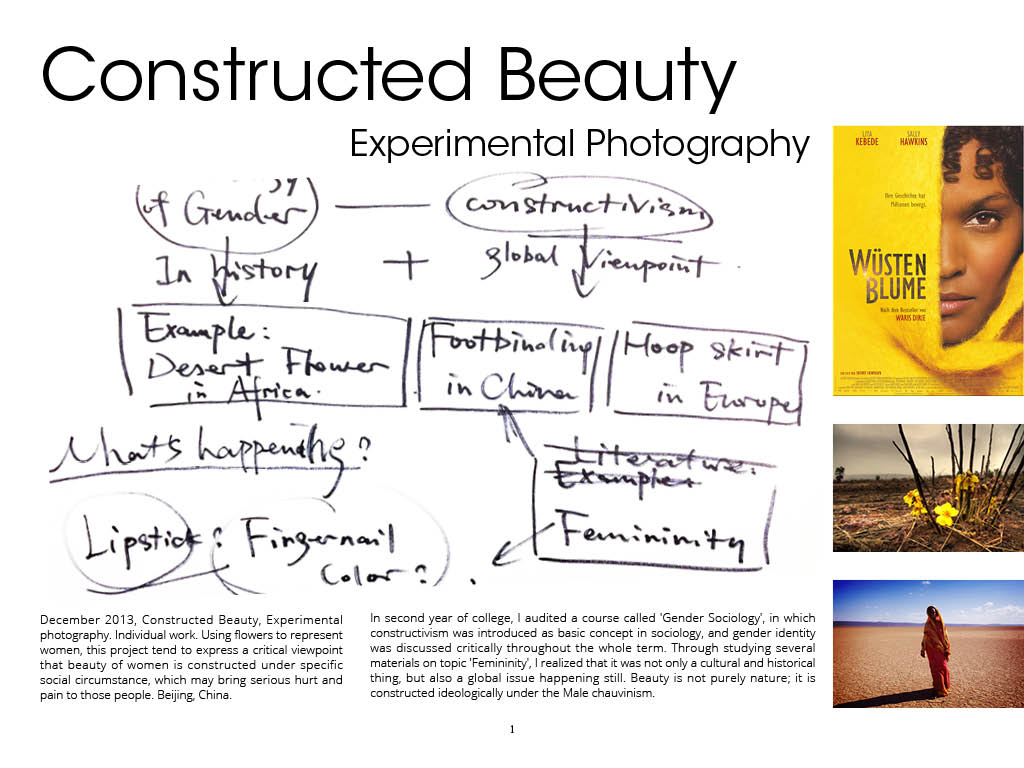 Constructed Beauty
Experimental Photography
of Gender
constructivism
In history
+
global Viewpoint
Example:
Desert Flower
in Africa.
Footbinding
in China
Hoop skirt
in Europe
What's happening?
Literature:
Example:
Femininity
Lipstick?
Fingernail
Color?
LIYA
KEBEDE
SALLY
HAWKINS
Ihre Geschichte hat
Millionen bewegt.
WÜSTEN
BLUME
Nach dem Bestseller von
WARIS DIRIE
December 2013, Constructed Beauty, Experimental
photography. Individual work. Using flowers to represent
women, this project tend to express a critical viewpoint
that beauty of women is constructed under specific
social circumstance, which may bring serious hurt and
pain to those people. Beijing, China.
In second year of college, I audited a course called 'Gender Sociology', in which
constructivism was introduced as basic concept in sociology, and gender identity
was discussed critically throughout the whole term. Through studying several
materials on topic 'Femininity', I realized that it was not only a cultural and historical
thing, but also a global issue happening still. Beauty is not purely nature; it is
constructed ideologically under the Male chauvinism.
1